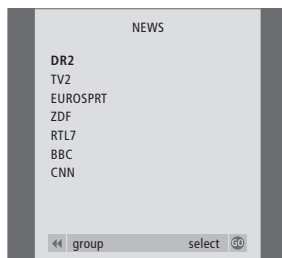 NEWS
DR2
TV2
EUROSPRT
ZDF
RTL7
BBC
CNN
group select GO